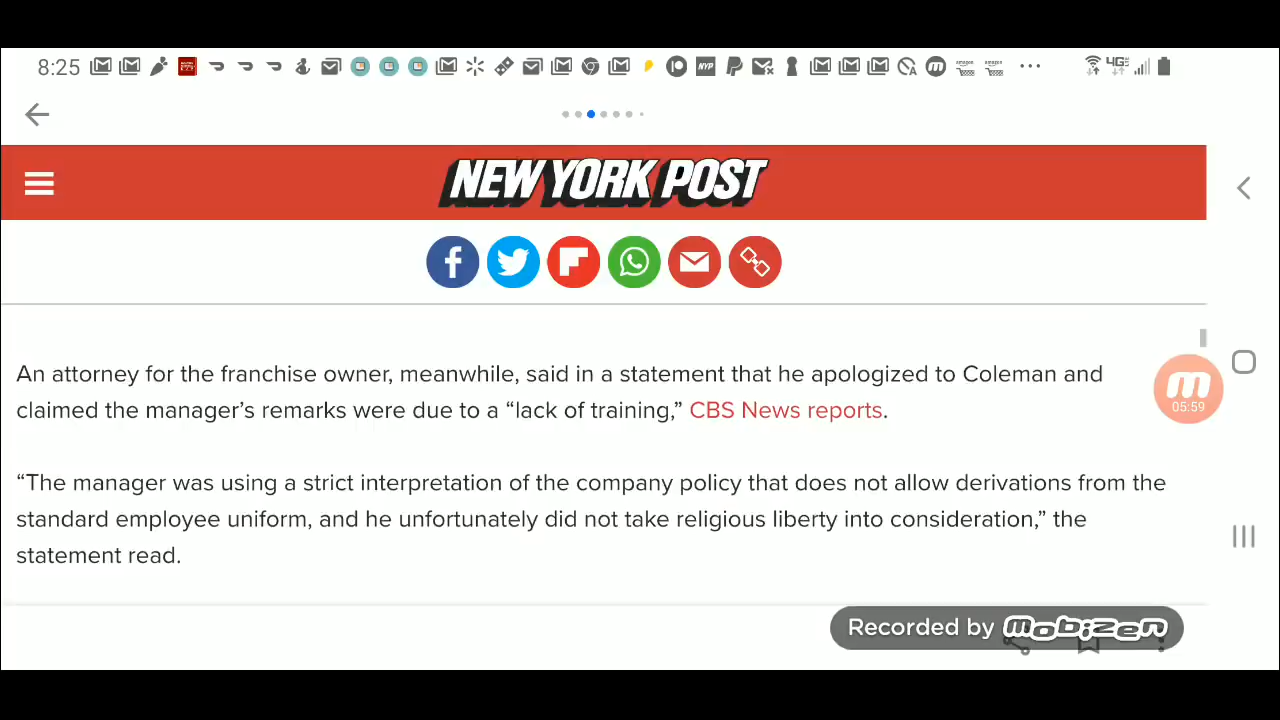 8:25
NYP
4G
NEW YORK POST
An attorney for the franchise owner, meanwhile, said in a statement that he apologized to Coleman and
claimed the manager’s remarks were due to a “lack of training,” CBS News reports.
05:59
“The manager was using a strict interpretation of the company policy that does not allow derivations from the
standard employee uniform, and he unfortunately did not take religious liberty into consideration,” the
statement read.
Recorded by mobizen